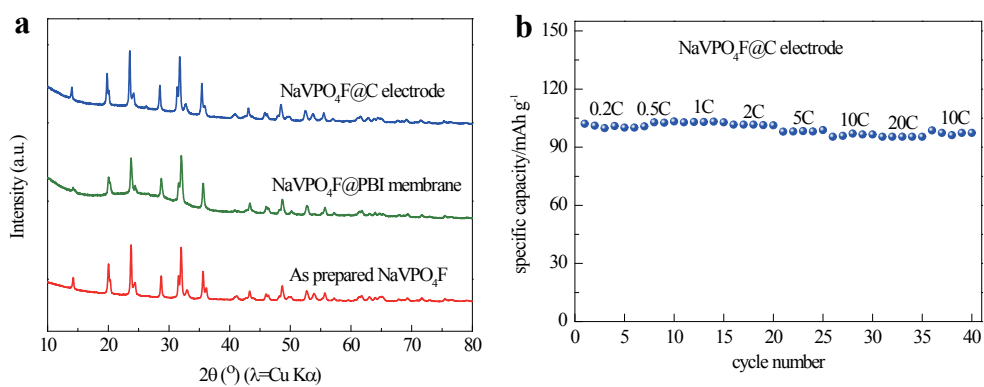 a
NaVPO₄F@C electrode
NaVPO₄F@PBI membrane
As prepared NaVPO₄F
Intensity (a.u.)
10 20 30 40 50 60 70 80
2θ (°) (λ=Cu Kα)
b
NaVPO₄F@C electrode
0.2C 0.5C 1C 2C 5C 10C 20C 10C
specific capacity/mAh g⁻¹
150
120
90
60
30
0
0 5 10 15 20 25 30 35 40
cycle number